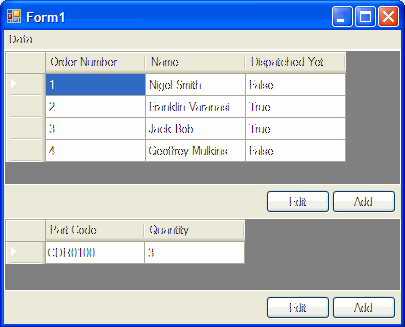 Form1
Data
Order Number Name Dispatched Yet
1 Nigel Smith False
2 Franklin Varanasi True
3 Jack Bob True
4 Geoffrey Mulkins False
Edit Add
Part Code Quantity
CDR0100 3
Edit Add